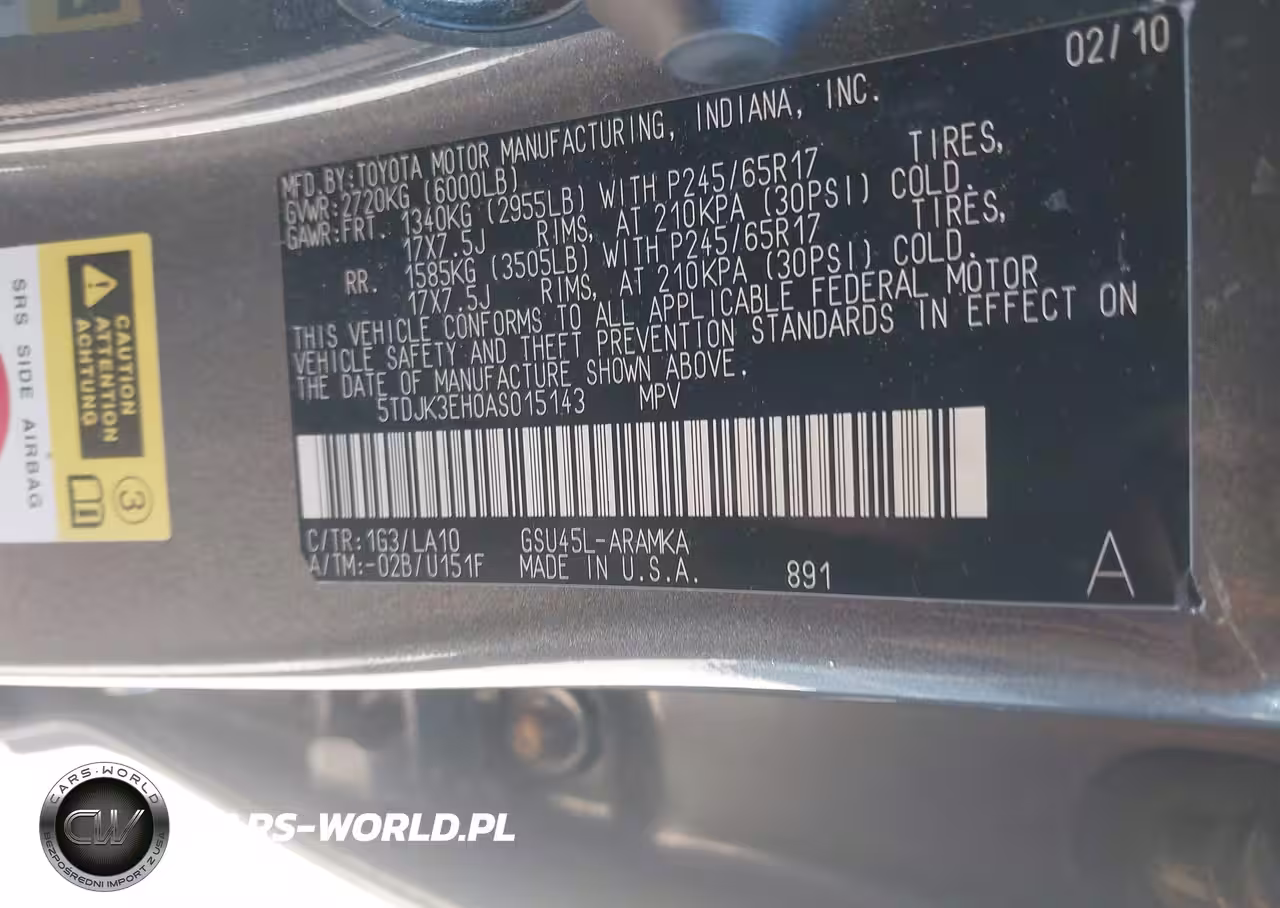 02/10
MFD.BY:TOYOTA MOTOR MANUFACTURING, INDIANA, INC.
GVWR:2720KG (6000LB)
GAWR:FRT. 1340KG (2955LB) WITH P245/65R17 TIRES,
17X7.5J RIMS, AT 210KPA (30PSI) COLD.
RR. 1585KG (3505LB) WITH P245/65R17 TIRES,
17X7.5J RIMS, AT 210KPA (30PSI) COLD.
THIS VEHICLE CONFORMS TO ALL APPLICABLE FEDERAL MOTOR
VEHICLE SAFETY AND THEFT PREVENTION STANDARDS IN EFFECT ON
THE DATE OF MANUFACTURE SHOWN ABOVE.
5TDJK3EH0AS015143 MPV
C/TR:1G3/LA10 GSU45L-ARAMKA
A/TM:-02B/U151F MADE IN U.S.A. 891
A
CAUTION
ATTENTION
ACHTUNG
3
SRS SIDE AIRBAG
CARS-WORLD
CW
BEZPOŚREDNI IMPORT Z USA
CARS-WORLD.PL